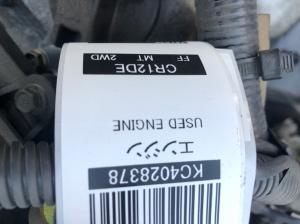 CR12DE
FF MT 2WD
USED ENGINE
エンジン
KC4028378